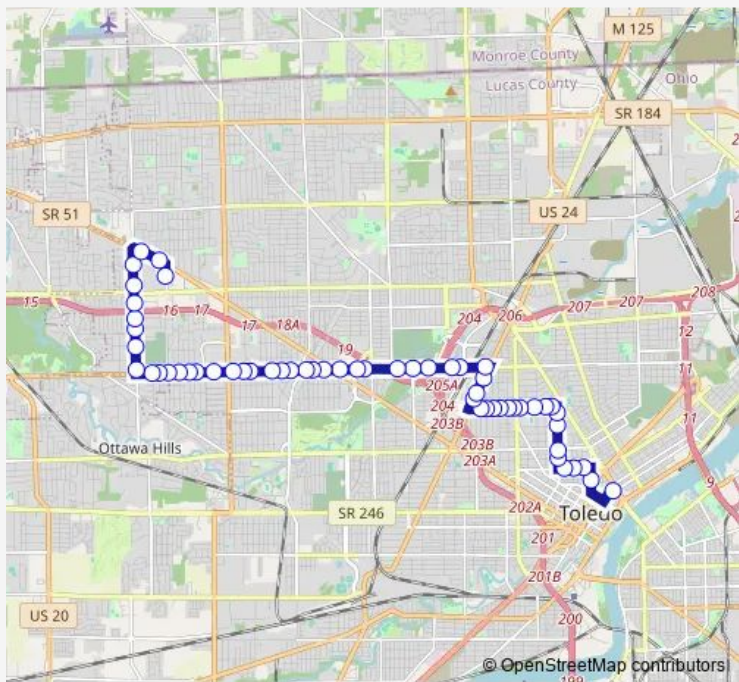 M 125
Monroe County
Lucas County
Ohio
SR 184
SR 51
US 24
15
16
17
17
18A
19
204
206
207
207
208
12
11
205A
204
203B
203B
203A
11
9
Ottawa Hills
SR 246
202A
Toledo
201
201B
US 20
200
199
© OpenStreetMap contributors